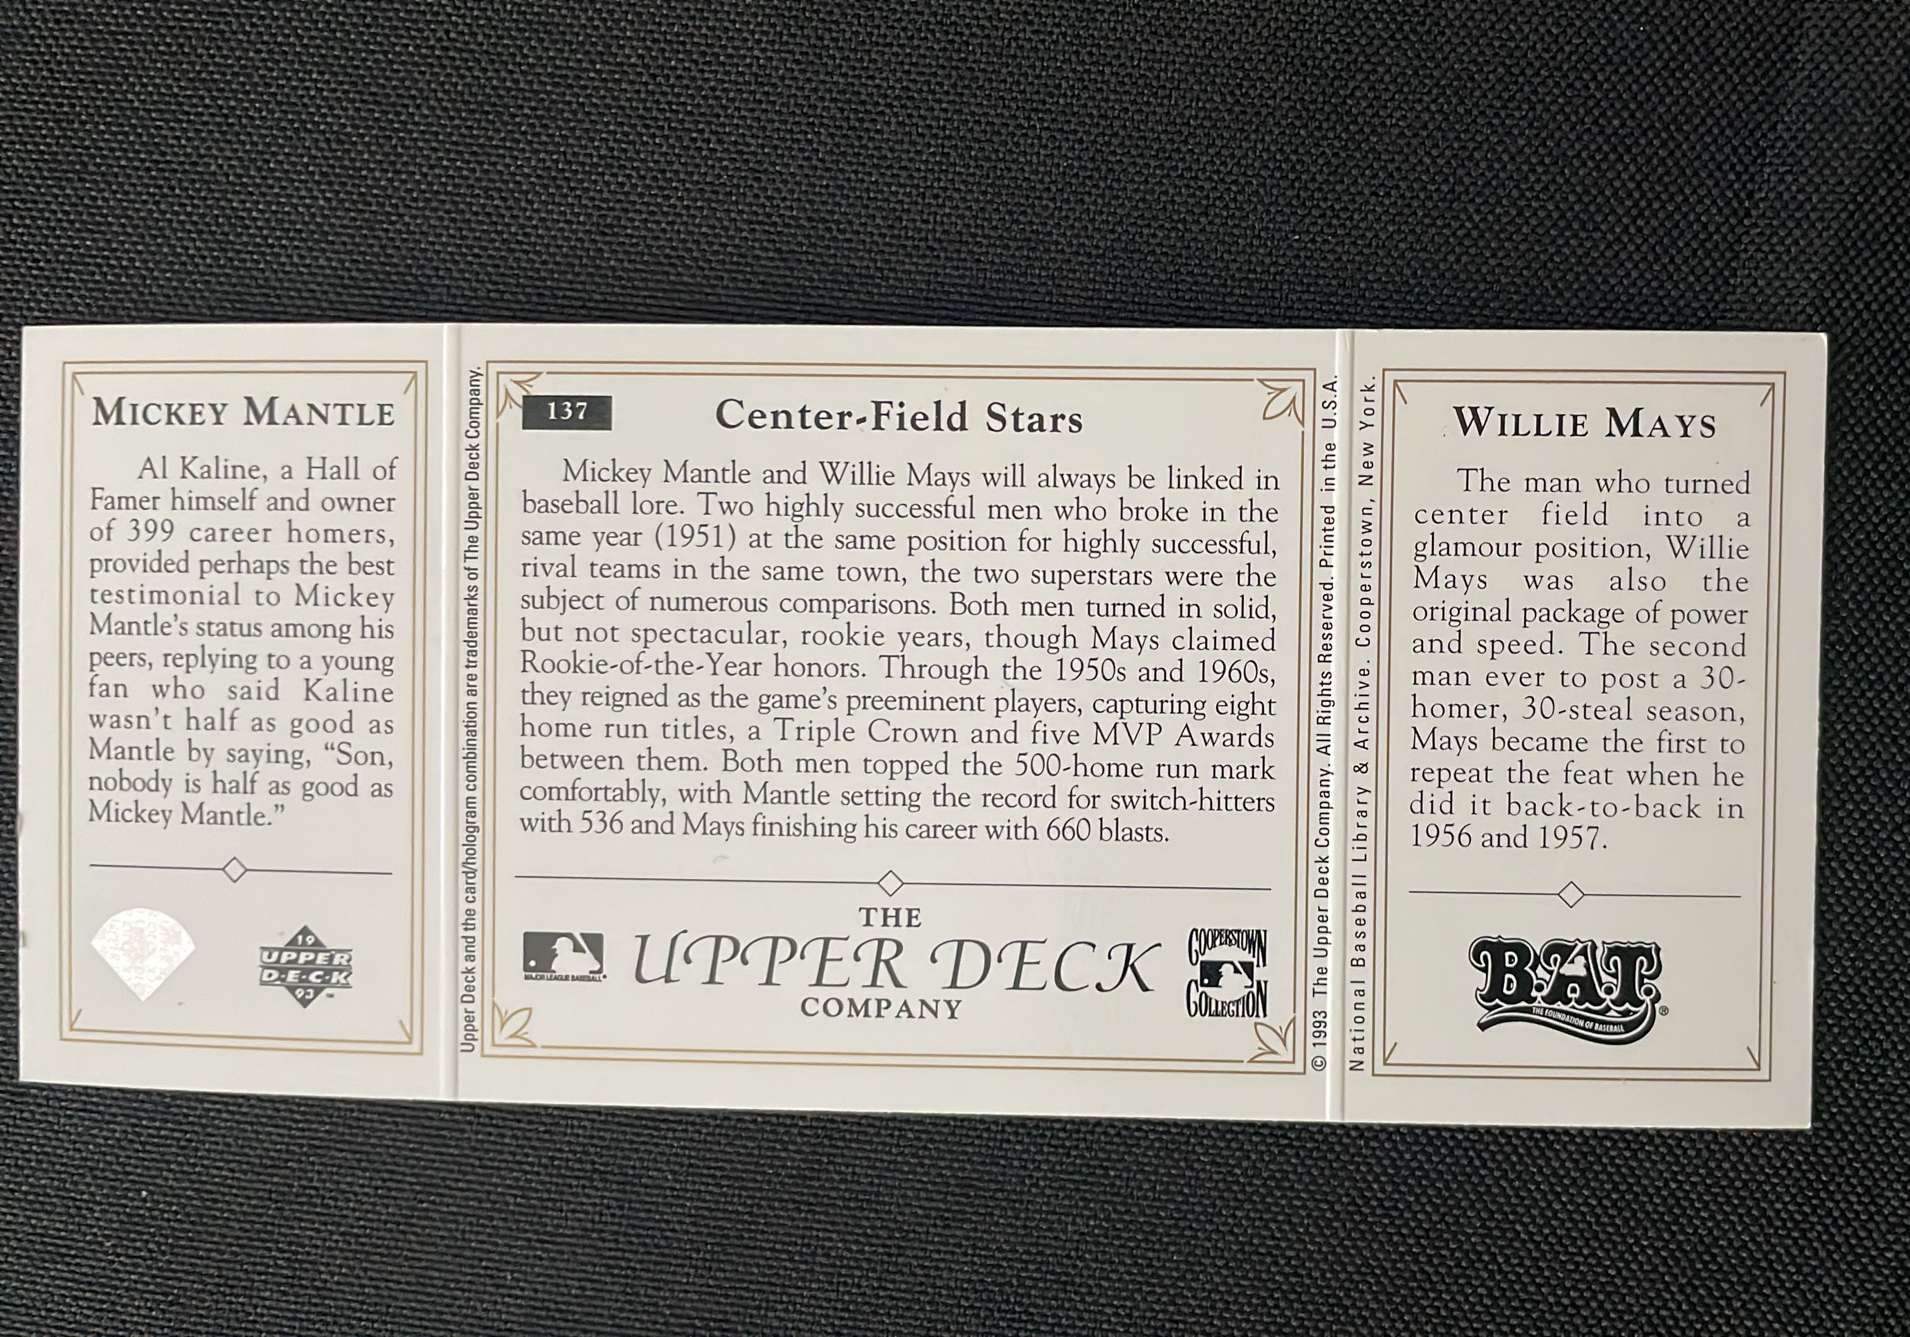 MICKEY MANTLE
Al Kaline, a Hall of
Famer himself and owner
of 399 career homers,
provided perhaps the best
testimonial to Mickey
Mantle's status among his
peers, replying to a young
fan who said Kaline
wasn't half as good as
Mantle by saying, “Son,
nobody is half as good as
Mickey Mantle.”
19
UPPER
D·E·C·K
93 ™
Upper Deck and the card/hologram combination are trademarks of The Upper Deck Company.
137
Center-Field Stars
Mickey Mantle and Willie Mays will always be linked in
baseball lore. Two highly successful men who broke in the
same year (1951) at the same position for highly successful,
rival teams in the same town, the two superstars were the
subject of numerous comparisons. Both men turned in solid,
but not spectacular, rookie years, though Mays claimed
Rookie-of-the-Year honors. Through the 1950s and 1960s,
they reigned as the game's preeminent players, capturing eight
home run titles, a Triple Crown and five MVP Awards
between them. Both men topped the 500-home run mark
comfortably, with Mantle setting the record for switch-hitters
with 536 and Mays finishing his career with 660 blasts.
MAJOR LEAGUE BASEBALL®
THE
UPPER DECK
COMPANY
COOPERSTOWN
COLLECTION
© 1993 The Upper Deck Company. All Rights Reserved. Printed in the U.S.A.
National Baseball Library & Archive. Cooperstown, New York.
WILLIE MAYS
The man who turned
center field into a
glamour position, Willie
Mays was also the
original package of power
and speed. The second
man ever to post a 30-
homer, 30-steal season,
Mays became the first to
repeat the feat when he
did it back-to-back in
1956 and 1957.
B.A.T.
THE FOUNDATION OF BASEBALL
®